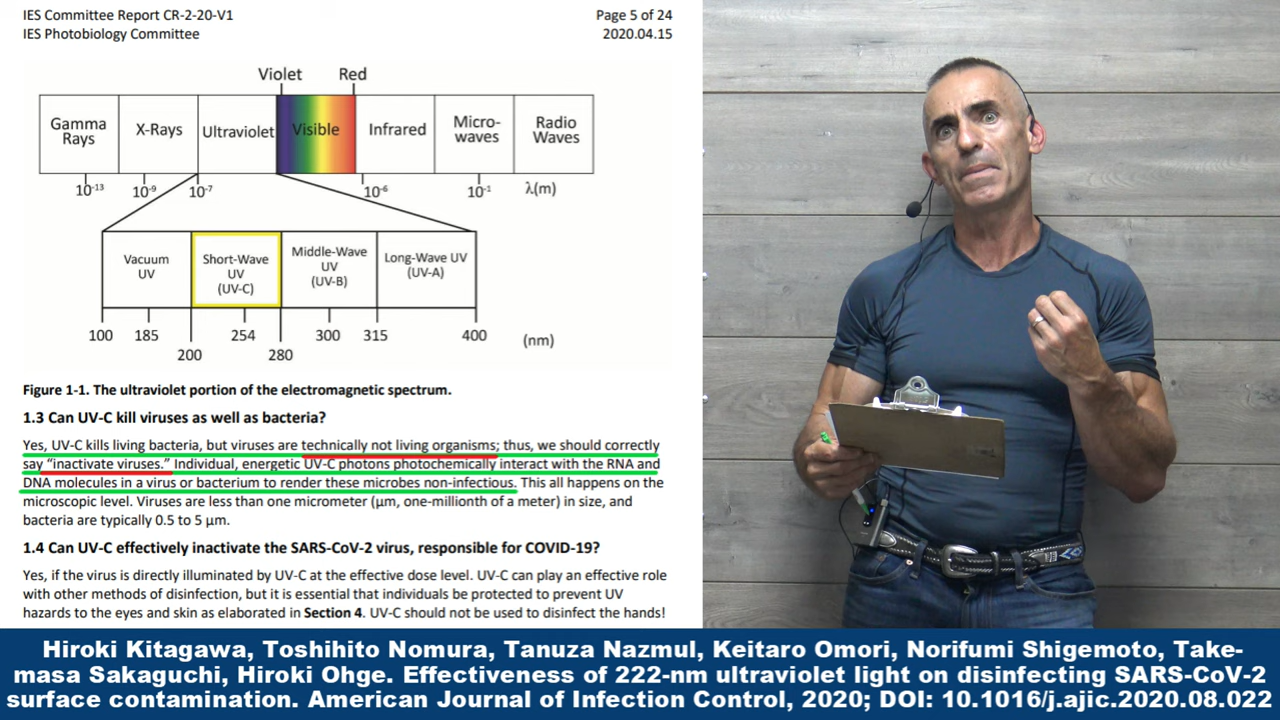 IES Committee Report CR-2-20-V1
Page 5 of 24
IES Photobiology Committee
2020.04.15
Violet Red
Gamma Rays
X-Rays
Ultraviolet
Visible
Infrared
Micro-waves
Radio Waves
10⁻¹³ 10⁻⁹ 10⁻⁷ 10⁻⁶ 10⁻¹ λ(m)
Vacuum UV
Short-Wave UV (UV-C)
Middle-Wave UV (UV-B)
Long-Wave UV (UV-A)
100 185 254 300 315 400 (nm)
200 280
Figure 1-1. The ultraviolet portion of the electromagnetic spectrum.
1.3 Can UV-C kill viruses as well as bacteria?
Yes, UV-C kills living bacteria, but viruses are technically not living organisms; thus, we should correctly
say “inactivate viruses.” Individual, energetic UV-C photons photochemically interact with the RNA and
DNA molecules in a virus or bacterium to render these microbes non-infectious. This all happens on the
microscopic level. Viruses are less than one micrometer (μm, one-millionth of a meter) in size, and
bacteria are typically 0.5 to 5 μm.
1.4 Can UV-C effectively inactivate the SARS-CoV-2 virus, responsible for COVID-19?
Yes, if the virus is directly illuminated by UV-C at the effective dose level. UV-C can play an effective role
with other methods of disinfection, but it is essential that individuals be protected to prevent UV
hazards to the eyes and skin as elaborated in Section 4. UV-C should not be used to disinfect the hands!
Hiroki Kitagawa, Toshihito Nomura, Tanuza Nazmul, Keitaro Omori, Norifumi Shigemoto, Take-
masa Sakaguchi, Hiroki Ohge. Effectiveness of 222-nm ultraviolet light on disinfecting SARS-CoV-2
surface contamination. American Journal of Infection Control, 2020; DOI: 10.1016/j.ajic.2020.08.022